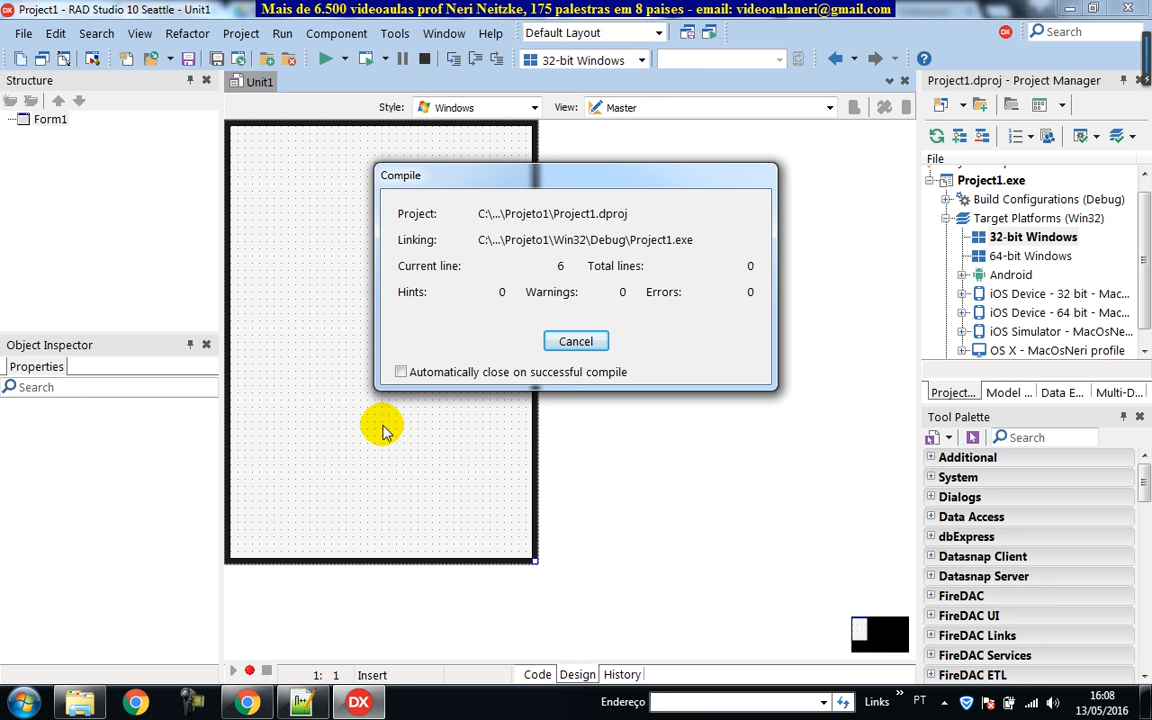 Project1 - RAD Studio 10 Seattle - Unit1
Mais de 6.500 videoaulas prof Neri Neitzke, 175 palestras em 8 paises - email: videoaulaneri@gmail.com
File Edit Search View Refactor Project Run Component Tools Window Help
Default Layout
DX
Search
32-bit Windows
Structure
Unit1
Project1.dproj - Project Manager
Form1
Style: Windows View: Master
File
Project1.exe
Build Configurations (Debug)
Target Platforms (Win32)
32-bit Windows
64-bit Windows
Android
iOS Device - 32 bit - Mac...
iOS Device - 64 bit - Mac...
iOS Simulator - MacOsNe...
OS X - MacOsNeri profile
Compile
Project: C:\...\Projeto1\Project1.dproj
Linking: C:\...\Projeto1\Win32\Debug\Project1.exe
Current line: 6 Total lines: 0
Hints: 0 Warnings: 0 Errors: 0
Cancel
Automatically close on successful compile
Object Inspector
Properties
Search
Project... Model ... Data E... Multi-D...
Tool Palette
Search
Additional
System
Dialogs
Data Access
dbExpress
Datasnap Client
Datasnap Server
FireDAC
FireDAC UI
FireDAC Links
FireDAC Services
FireDAC ETL
1: 1 Insert Code Design History
DX
Endereço Links » PT
16:08
13/05/2016